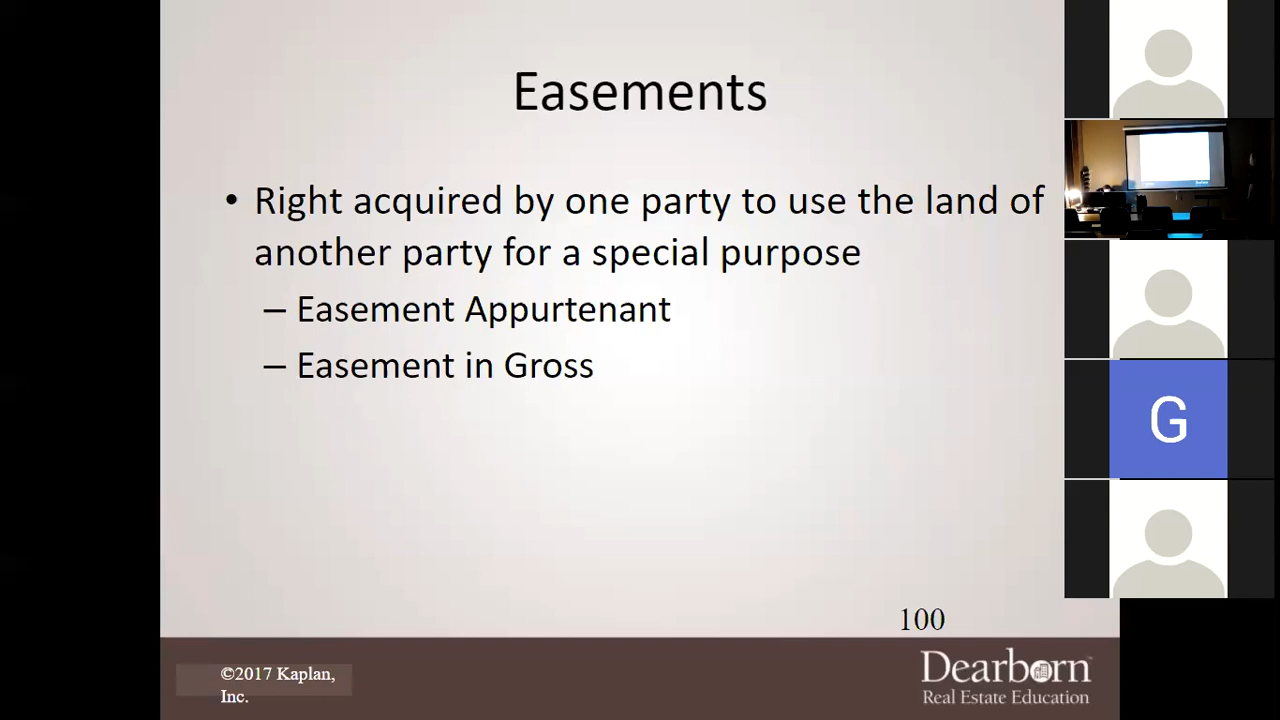 Easements
• Right acquired by one party to use the land of
another party for a special purpose
– Easement Appurtenant
– Easement in Gross
G
100
©2017 Kaplan,
Inc.
Dearborn
Real Estate Education